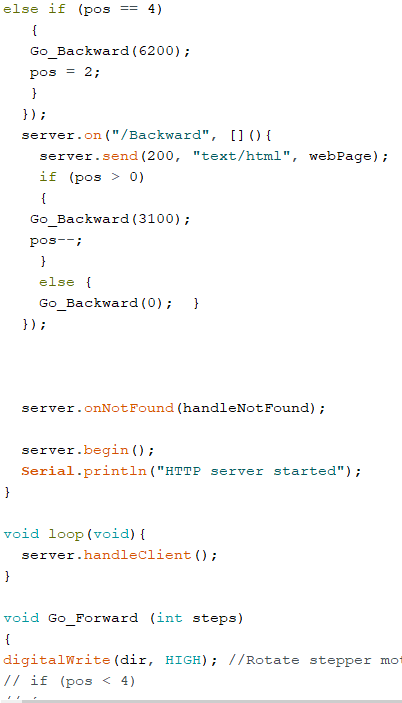 else if (pos == 4)
{
Go_Backward(6200);
pos = 2;
}
});
server.on("/Backward", [](){
server.send(200, "text/html", webPage);
if (pos > 0)
{
Go_Backward(3100);
pos--;
}
else {
Go_Backward(0);  }
});
server.onNotFound(handleNotFound);
server.begin();
Serial.println("HTTP server started");
}
void loop(void){
server.handleClient();
}
void Go_Forward (int steps)
{
digitalWrite(dir, HIGH); //Rotate stepper
// if (pos < 4)